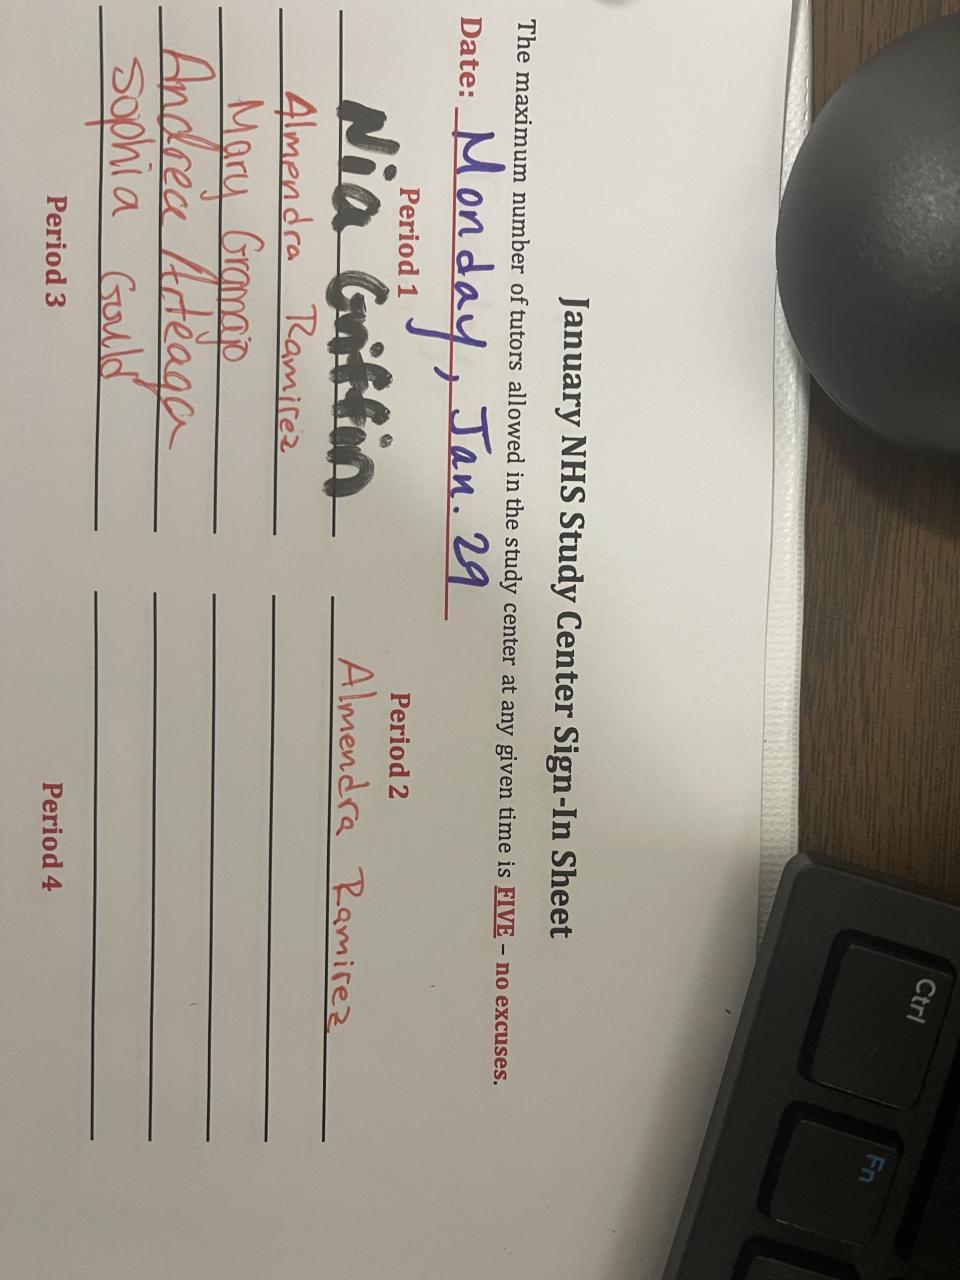 January NHS Study Center Sign-In Sheet
The maximum number of tutors allowed in the study center at any given time is FIVE – no excuses.
Date: Monday, Jan. 29
Period 1
Nia Griffin
Almendra Ramirez
Mary Gramajo
Andrea Arteaga
Sophia Gould
Period 2
Almendra Ramirez
Period 3
Period 4
Ctrl
Fn